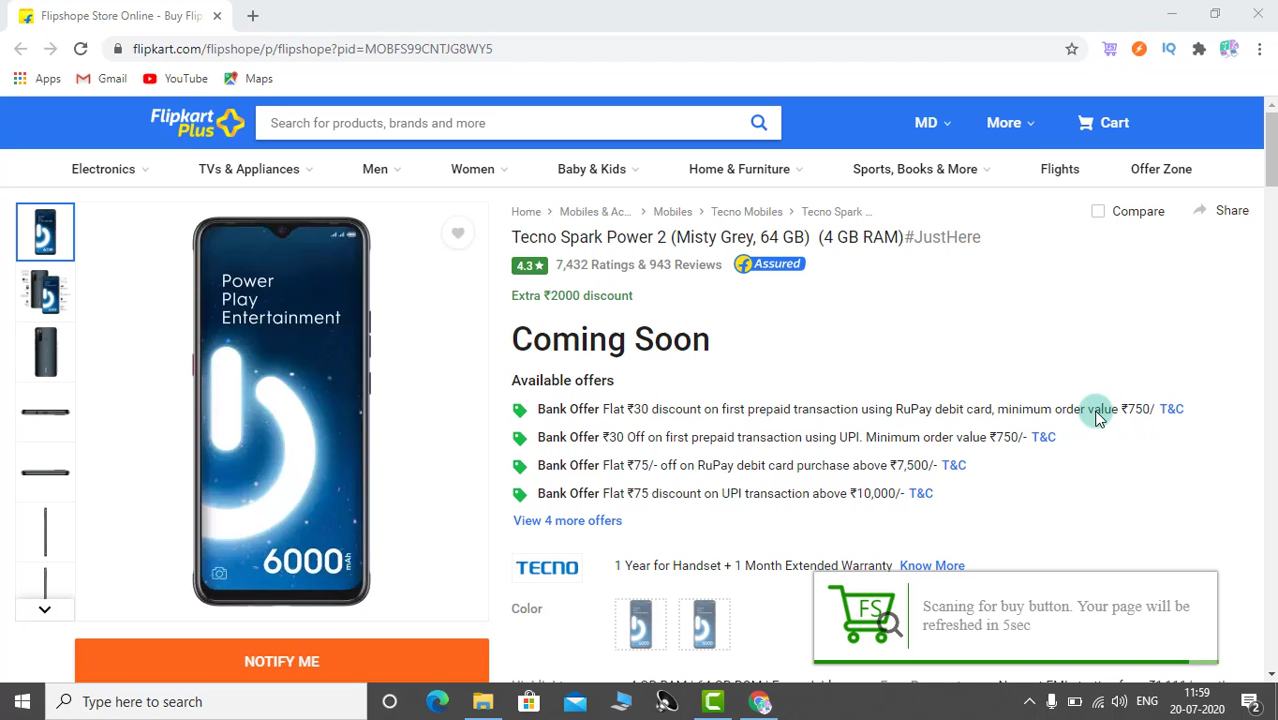 Flipshope Store Online - Buy Flip
flipkart.com/flipshope/p/flipshope?pid=MOBFS99CNTJG8WY5
IQ
Apps Gmail YouTube Maps
Flipkart Plus Search for products, brands and more MD More Cart
Electronics TVs & Appliances Men Women Baby & Kids Home & Furniture Sports, Books & More Flights Offer Zone
Home Mobiles & Ac... Mobiles Tecno Mobiles Tecno Spark ... Compare Share
Tecno Spark Power 2 (Misty Grey, 64 GB) (4 GB RAM)#JustHere
4.3★ 7,432 Ratings & 943 Reviews Assured
Extra ₹2000 discount
Coming Soon
Available offers
Bank Offer Flat ₹30 discount on first prepaid transaction using RuPay debit card, minimum order value ₹750/ T&C
Bank Offer ₹30 Off on first prepaid transaction using UPI. Minimum order value ₹750/- T&C
Bank Offer Flat ₹75/- off on RuPay debit card purchase above ₹7,500/- T&C
Bank Offer Flat ₹75 discount on UPI transaction above ₹10,000/- T&C
View 4 more offers
Power
Play
Entertainment
6000 mAh
TECNO 1 Year for Handset + 1 Month Extended Warranty Know More
Color
FS
Scaning for buy button. Your page will be
refreshed in 5sec
NOTIFY ME
Type here to search
ENG
11:59
20-07-2020
2